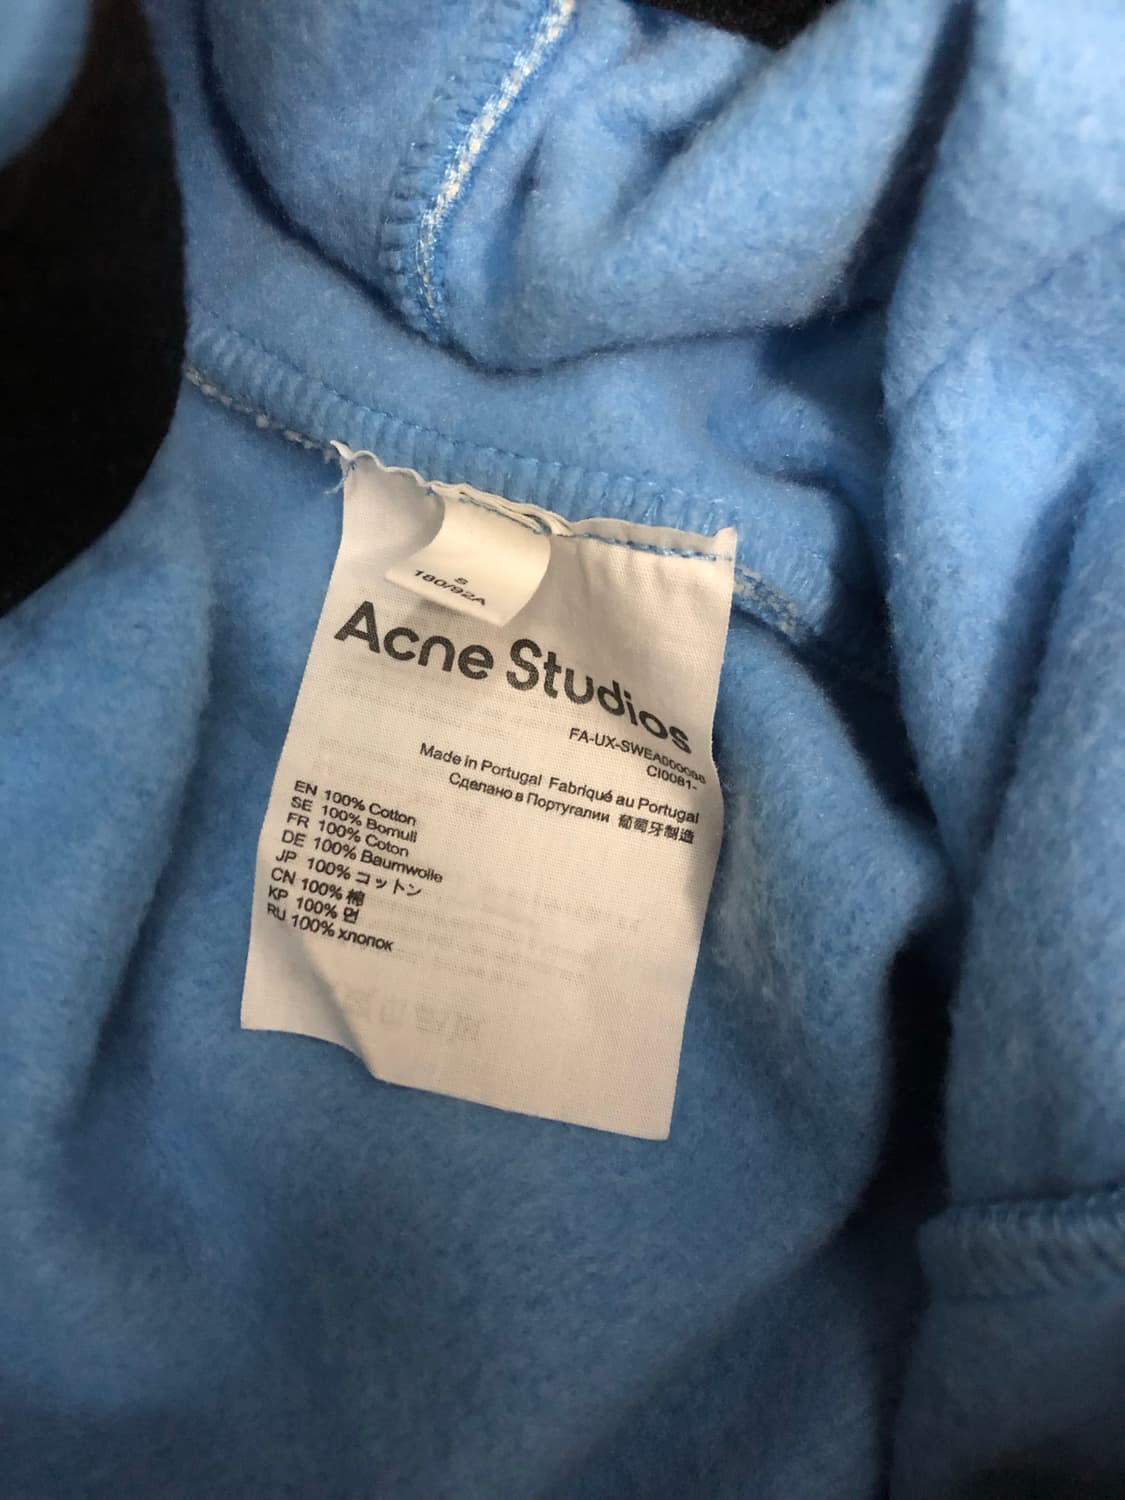 S
180/92A
Acne Studios
FA-UX-SWEA000098
CI0081-
Made in Portugal Fabriqué au Portugal
Сделано в Португалии 葡萄牙制造
EN 100% Cotton
SE 100% Bomull
FR 100% Coton
DE 100% Baumwolle
JP 100% コットン
CN 100% 棉
KP 100% 면
RU 100% хлопок